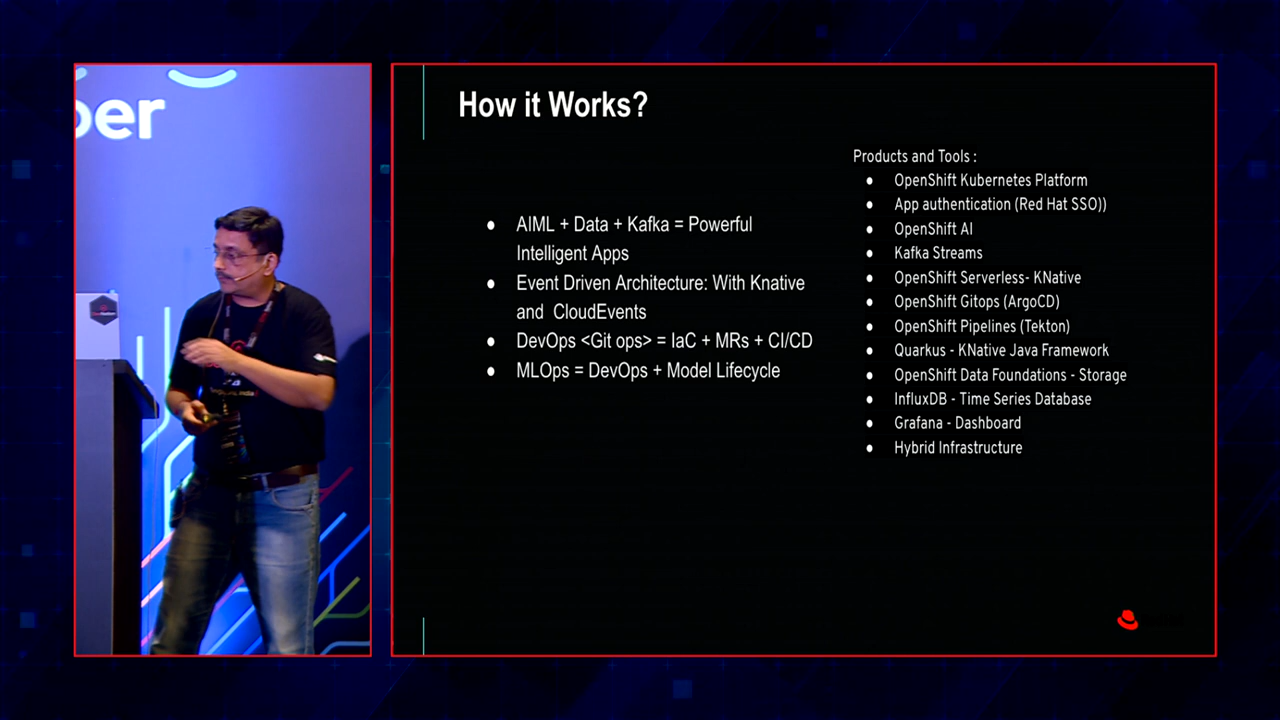 How it Works?
● AIML + Data + Kafka = Powerful
Intelligent Apps
● Event Driven Architecture: With Knative
and CloudEvents
● DevOps <Git ops> = IaC + MRs + CI/CD
● MLOps = DevOps + Model Lifecycle
Products and Tools :
● OpenShift Kubernetes Platform
● App authentication (Red Hat SSO))
● OpenShift AI
● Kafka Streams
● OpenShift Serverless- KNative
● OpenShift Gitops (ArgoCD)
● OpenShift Pipelines (Tekton)
● Quarkus - KNative Java Framework
● OpenShift Data Foundations - Storage
● InfluxDB - Time Series Database
● Grafana - Dashboard
● Hybrid Infrastructure